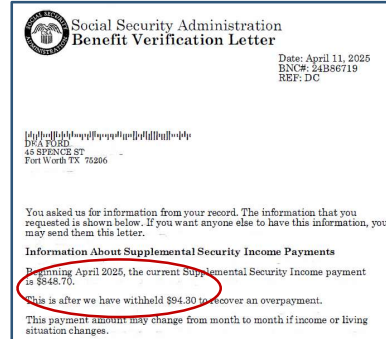 Social Security Administration
Benefit Verification Letter
Date: April 11, 2025
BNC#: 24B86719
REF: DC
DEA FORD
45 SPENCE ST
Fort Worth TX 75206
You asked us for information from your record. The information that you
requested is shown below. If you want anyone else to have this information, you
may send them this letter.
Information About Supplemental Security Income Payments
Beginning April 2025, the current Supplemental Security Income payment
is $848.70.
This is after we have withheld $94.30 to recover an overpayment.
This payment amount may change from month to month if income or living
situation changes.